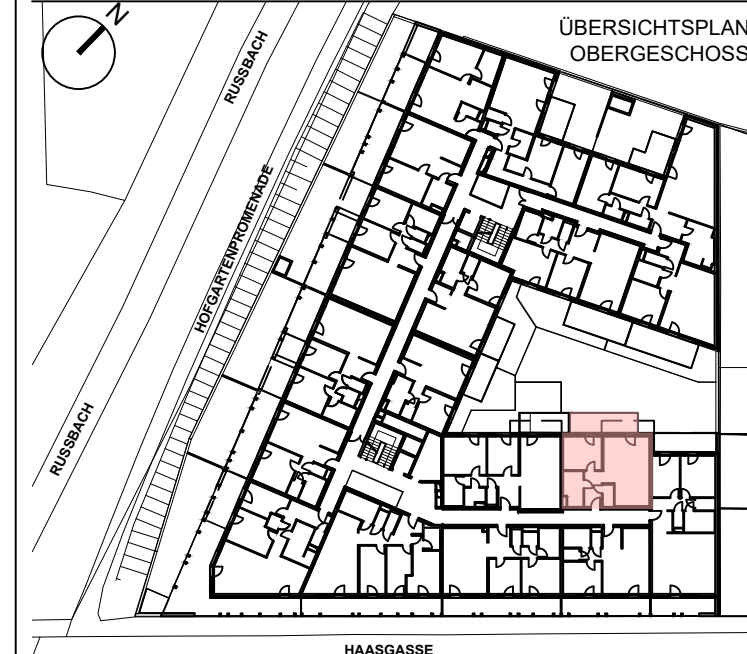 N
ÜBERSICHTSPLAN
OBERGESCHOSS
RUSSBACH
HOFGARTENPROMENADE
RUSSBACH
HAASGASSE